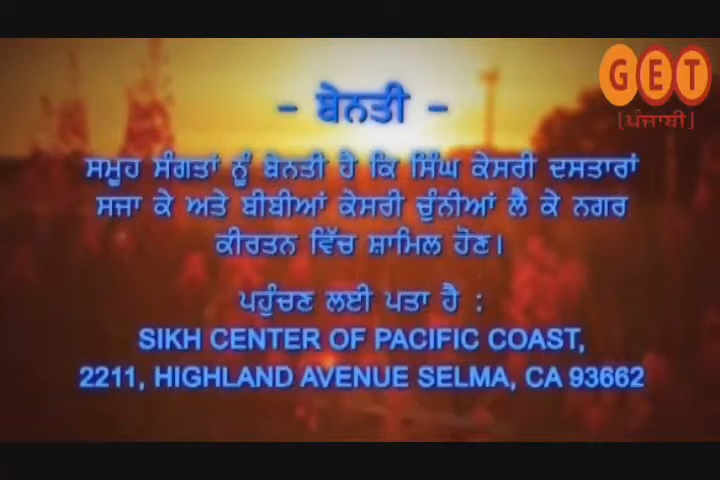 GET
[ਪੰਜਾਬੀ]
- ਬੇਨਤੀ -
ਸਮੂਹ ਸੰਗਤਾਂ ਨੂੰ ਬੇਨਤੀ ਹੈ ਕਿ ਸਿੰਘ ਕੇਸਰੀ ਦਸਤਾਰਾਂ
ਸਜਾ ਕੇ ਅਤੇ ਬੀਬੀਆਂ ਕੇਸਰੀ ਚੁੰਨੀਆਂ ਲੈ ਕੇ ਨਗਰ
ਕੀਰਤਨ ਵਿੱਚ ਸ਼ਾਮਿਲ ਹੋਣ।
ਪਹੁੰਚਣ ਲਈ ਪਤਾ ਹੈ :
SIKH CENTER OF PACIFIC COAST,
2211, HIGHLAND AVENUE SELMA, CA 93662